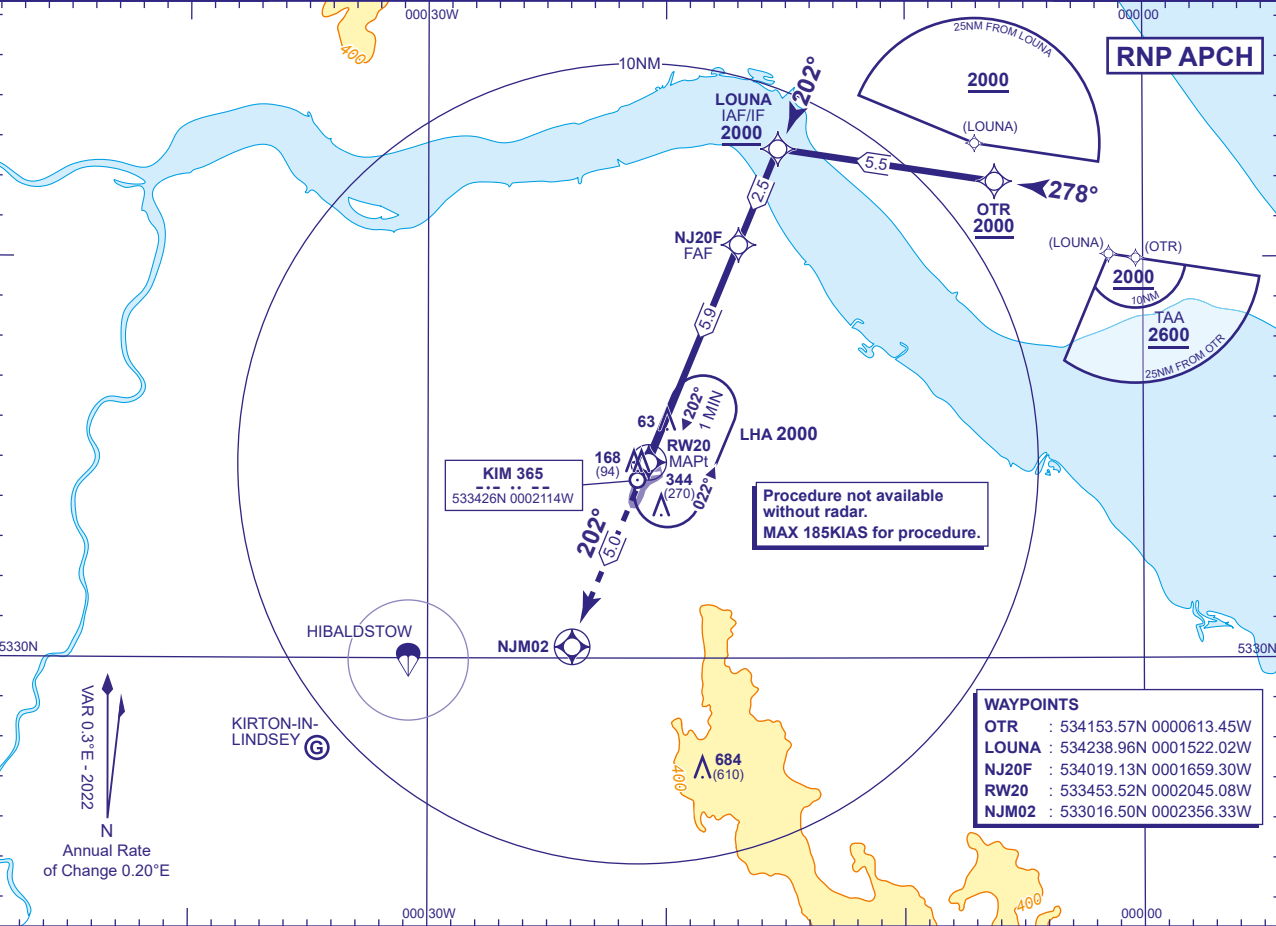 000 30W
000 00
400
10NM
25NM FROM LOUNA
2000
(LOUNA)
RNP APCH
202°
LOUNA
IAF/IF
2000
5.5
278°
OTR
2000
2.5
NJ20F
FAF
(LOUNA)
(OTR)
2000
10NM
TAA
2600
25NM FROM OTR
5.9
202°
1 MIN
63
LHA 2000
RW20
MAPt
168
(94)
344
(270)
022°
KIM 365
533426N 0002114W
Procedure not available
without radar.
MAX 185KIAS for procedure.
202°
5.0
HIBALDSTOW
NJM02
5330N
5330N
VAR 0.3°E - 2022
N
Annual Rate
of Change 0.20°E
KIRTON-IN-
LINDSEY
G
400
684
(610)
WAYPOINTS
OTR : 534153.57N 0000613.45W
LOUNA : 534238.96N 0001522.02W
NJ20F : 534019.13N 0001659.30W
RW20 : 533453.52N 0002045.08W
NJM02 : 533016.50N 0002356.33W
400
000 30W
000 00